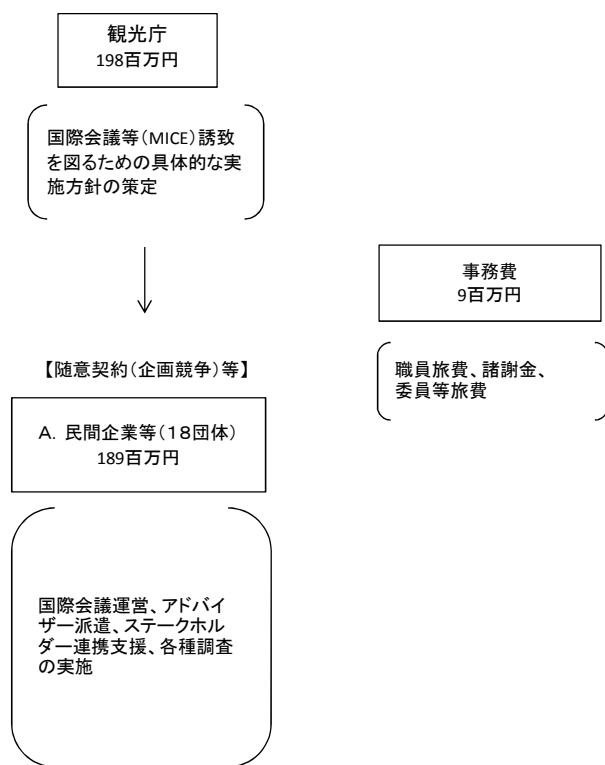 観光庁
198百万円
国際会議等(MICE)誘致
を図るための具体的な実
施方針の策定
事務費
9百万円
職員旅費、諸謝金、
委員等旅費
【随意契約(企画競争)等】
A. 民間企業等(18団体)
189百万円
国際会議運営、アドバイ
ザー派遣、ステークホル
ダー連携支援、各種調査
の実施